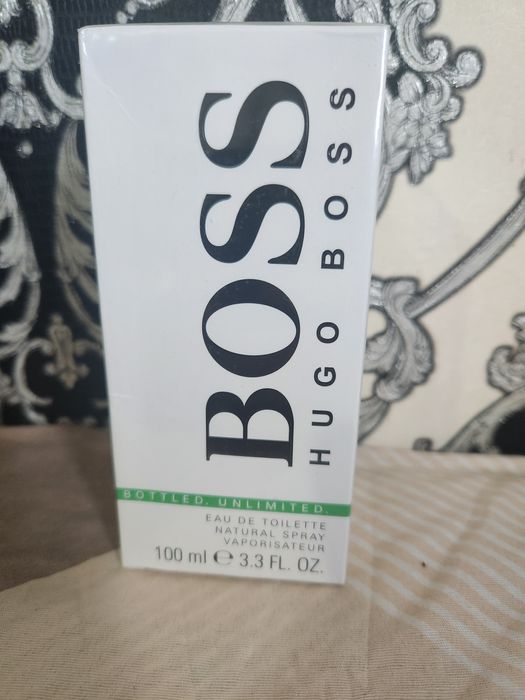 BOSS
HUGO BOSS
BOTTLED. UNLIMITED.
EAU DE TOILETTE
NATURAL SPRAY
VAPORISATEUR
100 ml ℮ 3.3 FL. OZ.